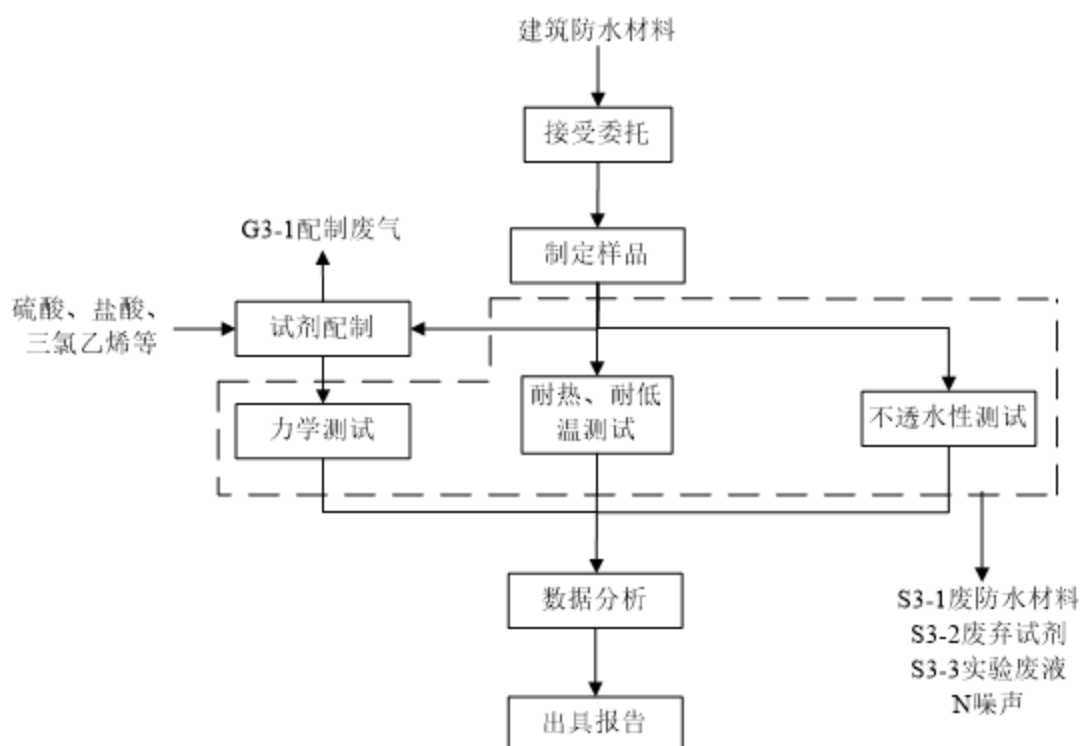 建筑防水材料
接受委托
G3-1配制废气
制定样品
硫酸、盐酸、
三氯乙烯等
试剂配制
耐热、耐低
温测试
力学测试
不透水性测试
数据分析
S3-1废防水材料
S3-2废弃试剂
S3-3实验废液
N噪声
出具报告